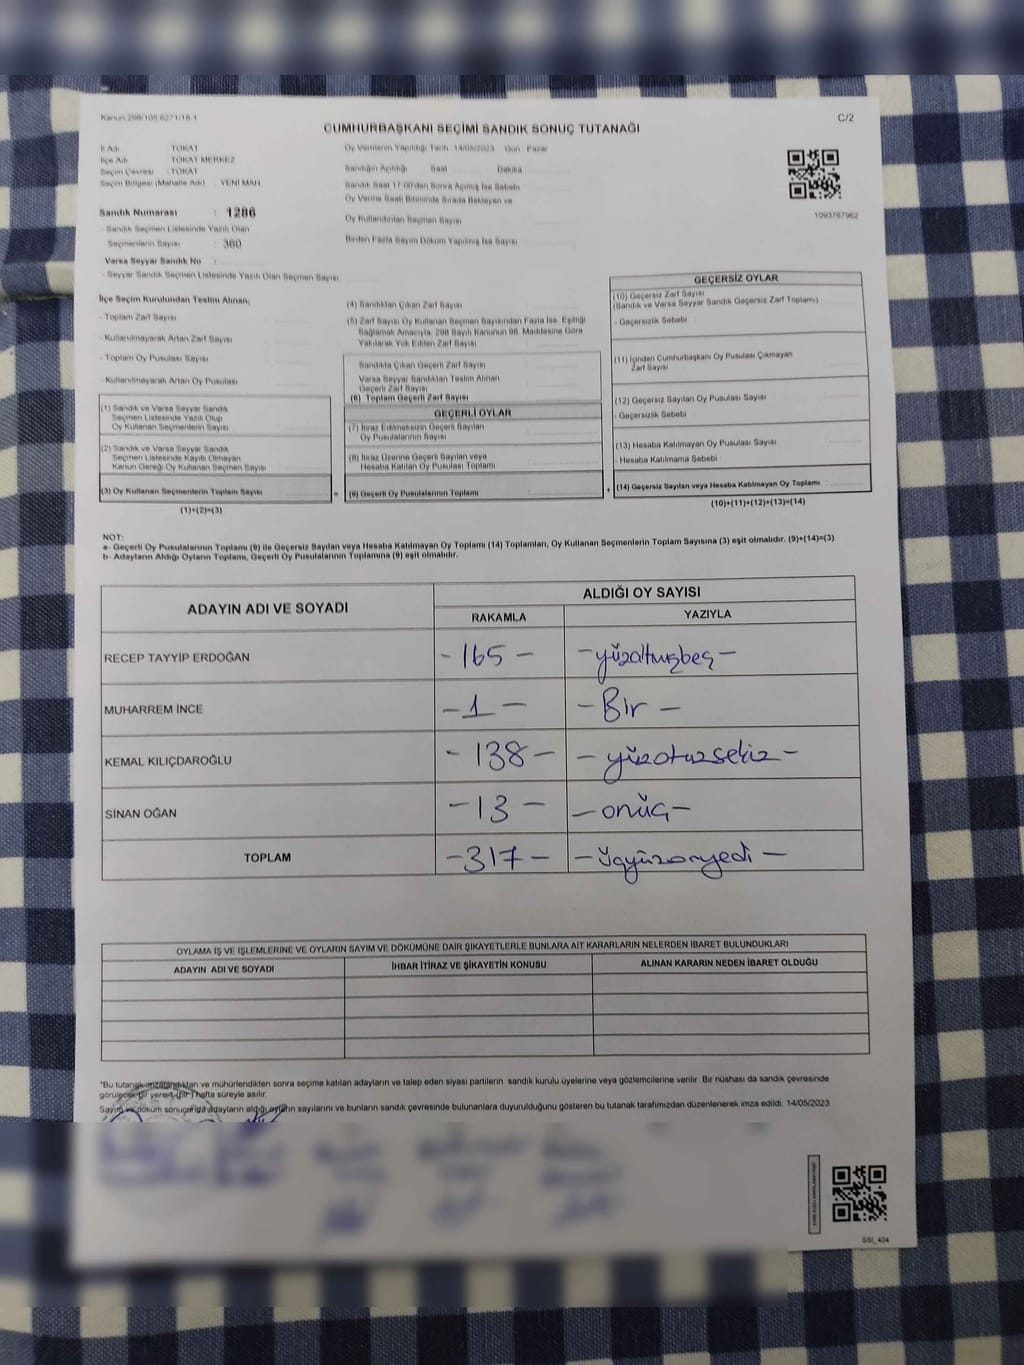 Kanun 298/105 6271/18-1
C/2
CUMHURBAŞKANI SEÇİMİ SANDIK SONUÇ TUTANAĞI
İl Adı : TOKAT
İlçe Adı : TOKAT MERKEZ
Seçim Çevresi : TOKAT
Seçim Bölgesi (Mahalle Adı) : YENİ MAH.
Sandık Numarası : 1286
- Sandık Seçmen Listesinde Yazılı Olan
Seçmenlerin Sayısı : 360
Varsa Seyyar Sandık No :
- Seyyar Sandık Seçmen Listesinde Yazılı Olan Seçmen Sayısı
Oy Vermenin Yapıldığı Tarih 14/05/2023 Gün Pazar
Sandığın Açıldığı Saat Dakika
Sandık Saat 17.00'den Sonra Açılmış İse Sebebi
Oy Verme Saati Bitiminde Sırada Bekleyen ve
Oy Kullandırılan Seçmen Sayısı
Birden Fazla Sayım Döküm Yapılmış İse Sayısı
1093767962
İlçe Seçim Kurulundan Teslim Alınan;
- Toplam Zarf Sayısı
- Kullanılmayarak Artan Zarf Sayısı
- Toplam Oy Pusulası Sayısı
- Kullanılmayarak Artan Oy Pusulası
(1) Sandık ve Varsa Seyyar Sandık
Seçmen Listesinde Yazılı Olup
Oy Kullanan Seçmenlerin Sayısı
(2) Sandık ve Varsa Seyyar Sandık
Seçmen Listesinde Kayıtlı Olmayan
Kanun Gereği Oy Kullanan Seçmen Sayısı
(3) Oy Kullanan Seçmenlerin Toplam Sayısı
(1)+(2)=(3)
=
(4) Sandıktan Çıkan Zarf Sayısı
(5) Zarf Sayısı Oy Kullanan Seçmen Sayısından Fazla İse, Eşitliği
Sağlamak Amacıyla, 298 Sayılı Kanunun 98. Maddesine Göre
Yakılarak Yok Edilen Zarf Sayısı
Sandıkta Çıkan Geçerli Zarf Sayısı
Varsa Seyyar Sandıktan Teslim Alınan
Geçerli Zarf Sayısı
(6) Toplam Geçerli Zarf Sayısı
GEÇERLİ OYLAR
(7) İtiraz Edilmeksizin Geçerli Sayılan
Oy Pusulalarının Sayısı
(8) İtiraz Üzerine Geçerli Sayılan veya
Hesaba Katılan Oy Pusulası Toplamı
(9) Geçerli Oy Pusulalarının Toplamı
+
GEÇERSİZ OYLAR
(10) Geçersiz Zarf Sayısı
(Sandık ve Varsa Seyyar Sandık Geçersiz Zarf Toplamı)
- Geçersizlik Sebebi
(11) İçinden Cumhurbaşkanı Oy Pusulası Çıkmayan
Zarf Sayısı
(12) Geçersiz Sayılan Oy Pusulası Sayısı
- Geçersizlik Sebebi
(13) Hesaba Katılmayan Oy Pusulası Sayısı
- Hesaba Katılmama Sebebi
(14) Geçersiz Sayılan veya Hesaba Katılmayan Oy Toplamı
(10)+(11)+(12)+(13)=(14)
NOT:
a- Geçerli Oy Pusulalarının Toplamı (9) ile Geçersiz Sayılan veya Hesaba Katılmayan Oy Toplamı (14) Toplamları, Oy Kullanan Seçmenlerin Toplam Sayısına (3) eşit olmalıdır. (9)+(14)=(3)
b- Adayların Aldığı Oyların Toplamı, Geçerli Oy Pusulalarının Toplamına (9) eşit olmalıdır.
ADAYIN ADI VE SOYADI
ALDIĞI OY SAYISI
RAKAMLA YAZIYLA
RECEP TAYYİP ERDOĞAN - 165 - - yüzaltmışbeş -
MUHARREM İNCE - 1 - - Bir -
KEMAL KILIÇDAROĞLU - 138 - - yüzotuzsekiz -
SİNAN OĞAN - 13 - - onüç -
TOPLAM - 317 - - üçyüzonyedi -
OYLAMA İŞ VE İŞLEMLERİNE VE OYLARIN SAYIM VE DÖKÜMÜNE DAİR ŞİKAYETLERLE BUNLARA AİT KARARLARIN NELERDEN İBARET BULUNDUKLARI
ADAYIN ADI VE SOYADI İHBAR İTİRAZ VE ŞİKAYETİN KONUSU ALINAN KARARIN NEDEN İBARET OLDUĞU
*Bu tutanak imzalandıktan ve mühürlendikten sonra seçime katılan adayların ve talep eden siyasi partilerin sandık kurulu üyelerine veya gözlemcilerine verilir. Bir nüshası da sandık çevresinde
görülecek bir yerert (bir) hafta süreyle asılır.
Sayım ve döküm sonucunda adayların aldığı oyların sayılarını ve bunların sandık çevresinde bulunanlara duyurulduğunu gösteren bu tutanak tarafımızdan düzenlenerek imza edildi. 14/05/2023
SSI_404